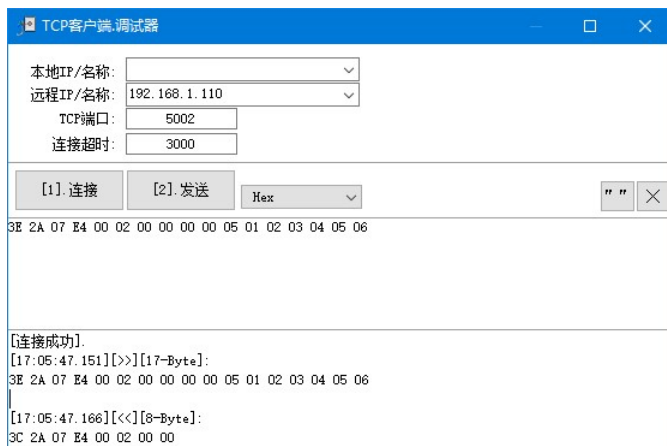 TCP客户端.调试器
本地IP/名称:
远程IP/名称: 192.168.1.110
TCP端口: 5002
连接超时: 3000
[1].连接 [2].发送 Hex " "
3E 2A 07 E4 00 02 00 00 00 00 05 01 02 03 04 05 06
[连接成功].
[17:05:47.151][>>][17-Byte]:
3E 2A 07 E4 00 02 00 00 00 00 05 01 02 03 04 05 06
[17:05:47.166][<<][8-Byte]:
3C 2A 07 E4 00 02 00 00